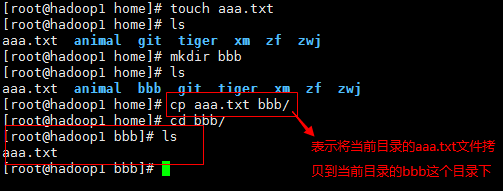 [root@hadoop1 home]# touch aaa.txt
[root@hadoop1 home]# ls
aaa.txt animal git tiger xm zf zwj
[root@hadoop1 home]# mkdir bbb
[root@hadoop1 home]# ls
aaa.txt animal bbb git tiger xm zf zwj
[root@hadoop1 home]# cp aaa.txt bbb/
[root@hadoop1 home]# cd bbb/
[root@hadoop1 bbb]# ls
aaa.txt
[root@hadoop1 bbb]#
表示将当前目录的aaa.txt文件拷
贝到当前目录的bbb这个目录下